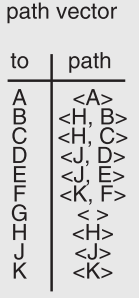 path vector
to path
A <A>
B <H, B>
C <H, C>
D <J, D>
E <J, E>
F <K, F>
G < >
H <H>
J <J>
K <K>